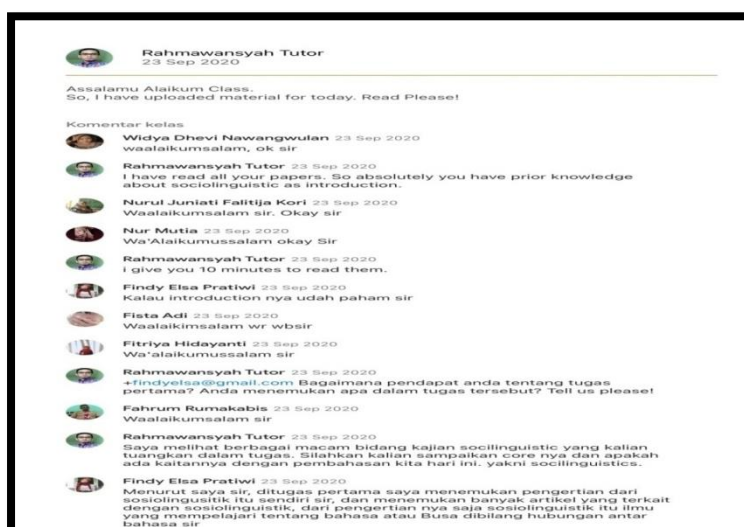 Rahmawansyah Tutor
23 Sep 2020
Assalamu Alaikum Class.
So, I have uploaded material for today. Read Please!
Komentar kelas
Widya Dhevi Nawangwulan 23 Sep 2020
waalaikumsalam, ok sir
Rahmawansyah Tutor 23 Sep 2020
I have read all your papers. So absolutely you have prior knowledge
about sociolinguistic as introduction.
Nurul Juniati Falitija Kori 23 Sep 2020
Waalaikumsalam sir. Okay sir
Nur Mutia 23 Sep 2020
Wa'Alaikumussalam okay Sir
Rahmawansyah Tutor 23 Sep 2020
i give you 10 minutes to read them.
Findy Elsa Pratiwi 23 Sep 2020
Kalau introduction nya udah paham sir
Fista Adi 23 Sep 2020
Waalaikimsalam wr wbsir
Fitriya Hidayanti 23 Sep 2020
Wa'alaikumussalam sir
Rahmawansyah Tutor 23 Sep 2020
+findyelsa@gmail.com Bagaimana pendapat anda tentang tugas
pertama? Anda menemukan apa dalam tugas tersebut? Tell us please!
Fahrum Rumakabis 23 Sep 2020
Waalaikumsalam sir
Rahmawansyah Tutor 23 Sep 2020
Saya melihat berbagai macam bidang kajian socilinguistic yang kalian
tuangkan dalam tugas. Silahkan kalian sampaikan core nya dan apakah
ada kaitannya dengan pembahasan kita hari ini. yakni socilinguistics.
Findy Elsa Pratiwi 23 Sep 2020
Menurut saya sir, ditugas pertama saya menemukan pengertian dari
sosiolingusitik itu sendiri sir, dan menemukan banyak artikel yang terkait
dengan sosiolinguistik, dari pengertian nya saja sosiolinguistik itu ilmu
yang mempelajari tentang bahasa atau Busa dibilang hubungan antar
bahasa sir